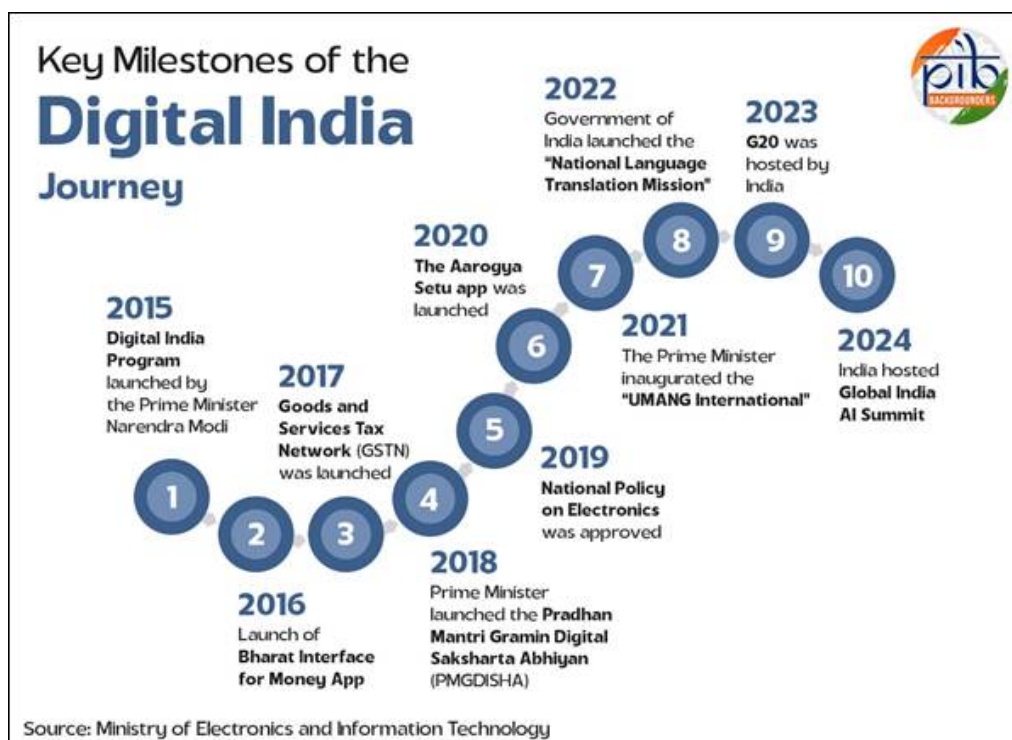 Key Milestones of the
Digital India
Journey
pib
BACKGROUNDERS
1
2015
Digital India
Program
launched by
the Prime Minister
Narendra Modi
2
2016
Launch of
Bharat Interface
for Money App
3
2017
Goods and
Services Tax
Network (GSTN)
was launched
4
2018
Prime Minister
launched the Pradhan
Mantri Gramin Digital
Saksharta Abhiyan
(PMGDISHA)
5
2019
National Policy
on Electronics
was approved
6
2020
The Aarogya
Setu app was
launched
7
2021
The Prime Minister
inaugurated the
"UMANG International"
8
2022
Government of
India launched the
"National Language
Translation Mission"
9
2023
G20 was
hosted by
India
10
2024
India hosted
Global India
AI Summit
Source: Ministry of Electronics and Information Technology